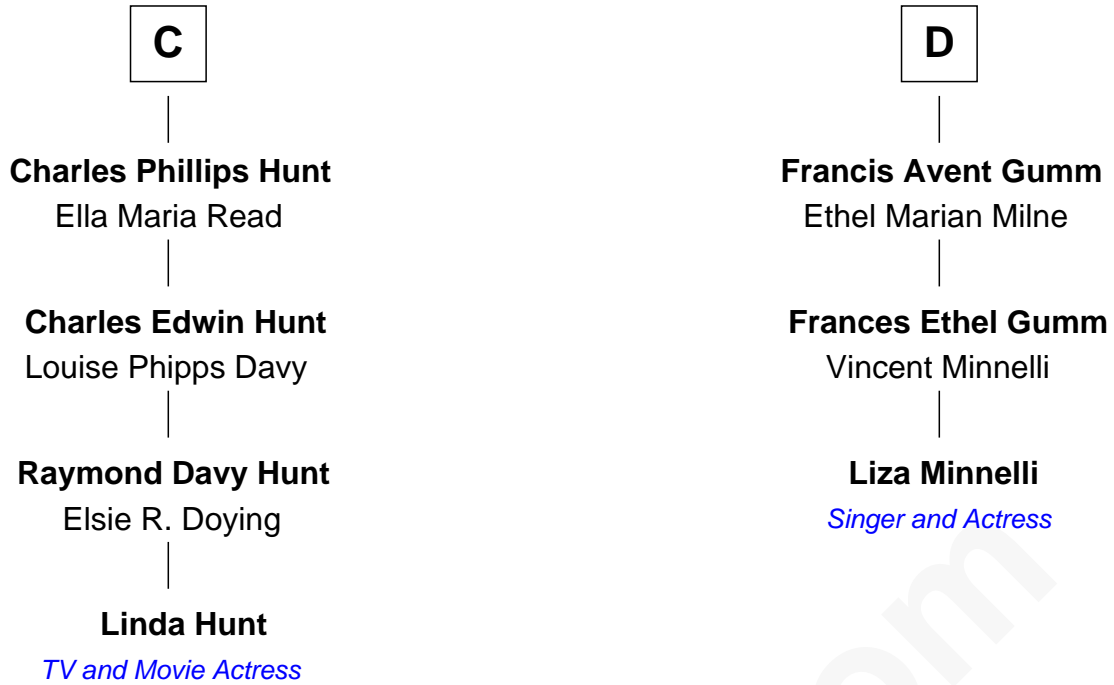 C
Charles Phillips Hunt
Ella Maria Read
Charles Edwin Hunt
Louise Phipps Davy
Raymond Davy Hunt
Elsie R. Doying
Linda Hunt
TV and Movie Actress
D
Francis Avent Gumm
Ethel Marian Milne
Frances Ethel Gumm
Vincent Minnelli
Liza Minnelli
Singer and Actress
om